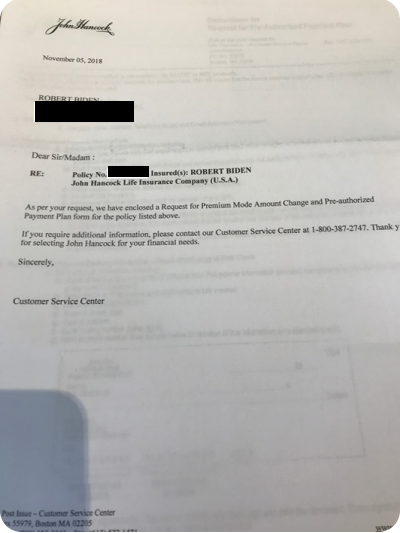 John Hancock
November 05, 2018
ROBERT BIDEN
Dear Sir/Madam :
RE: Policy No. Insured(s): ROBERT BIDEN
John Hancock Life Insurance Company (U.S.A.)
As per your request, we have enclosed a Request for Premium Mode Amount Change and Pre-authorized
Payment Plan form for the policy listed above.
If you require additional information, please contact our Customer Service Center at 1-800-387-2747. Thank y
for selecting John Hancock for your financial needs.
Sincerely,
Customer Service Center
Post Issue – Customer Service Center
55979, Boston MA 02205
www.